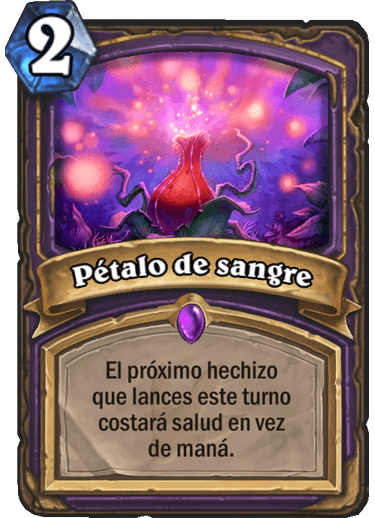 2
Pétalo de sangre
El próximo hechizo
que lances este turno
costará salud en vez
de maná.